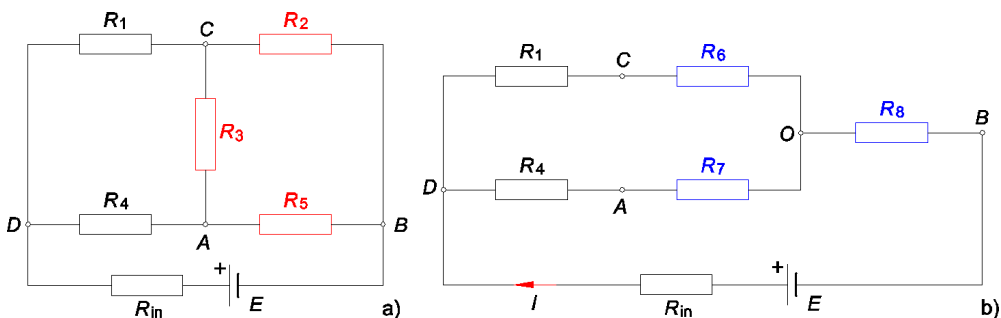 R1 C R2
R3
R4 R5
D A B
Rin + E a)
R1 C R6
O R8 B
R4 R7
D A
I Rin + E b)